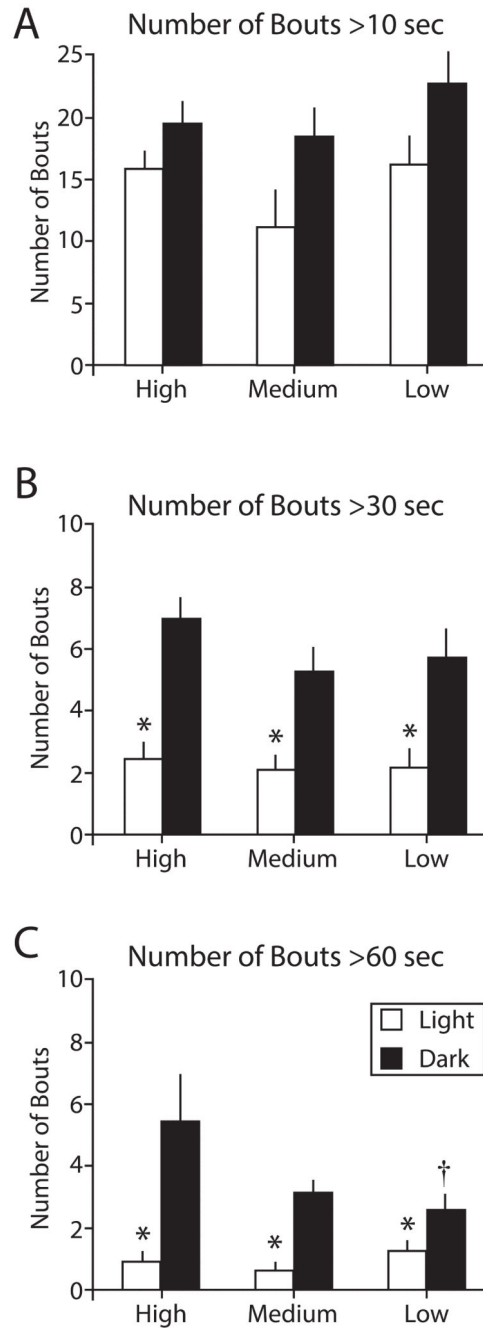 A
Number of Bouts >10 sec
Number of Bouts
25
20
15
10
5
0
High Medium Low
B
Number of Bouts >30 sec
Number of Bouts
10
8
6
4
2
0
* * *
High Medium Low
C
Number of Bouts >60 sec
Number of Bouts
10
8
6
4
2
0
Light
Dark
* * * †
High Medium Low